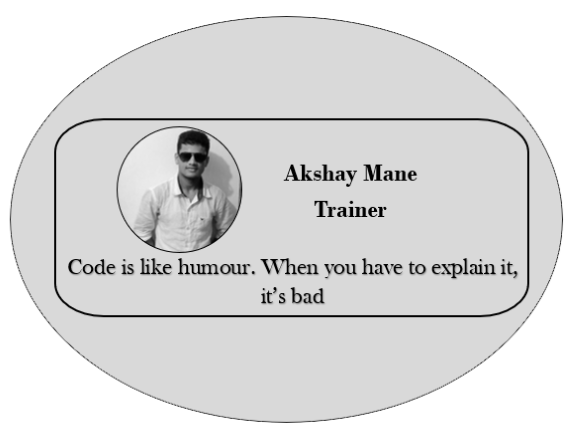 Akshay Mane
Trainer
Code is like humour. When you have to explain it,
it's bad